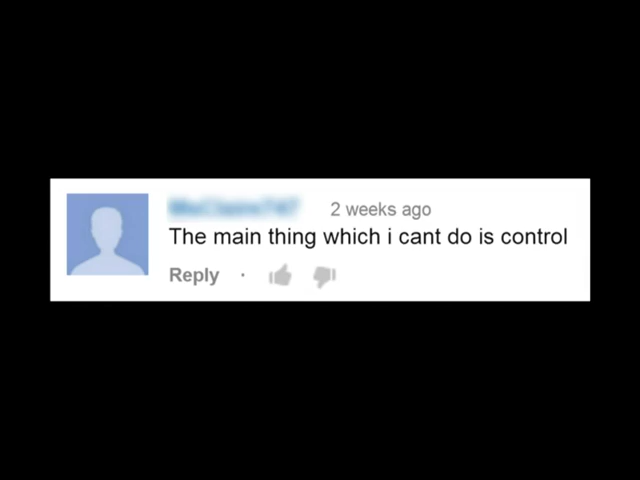 2 weeks ago
The main thing which i cant do is control
Reply ·